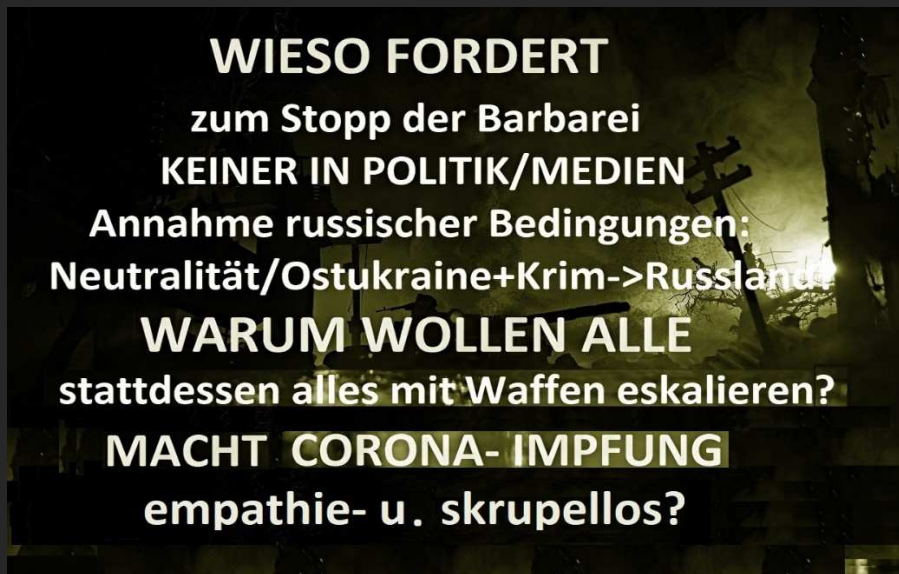 WIESO FORDERT
zum Stopp der Barbarei
KEINER IN POLITIK/MEDIEN
Annahme russischer Bedingungen:
Neutralität/Ostukraine+Krim->Russland?
WARUM WOLLEN ALLE
stattdessen alles mit Waffen eskalieren?
MACHT CORONA- IMPFUNG
empathie- u. skrupellos?